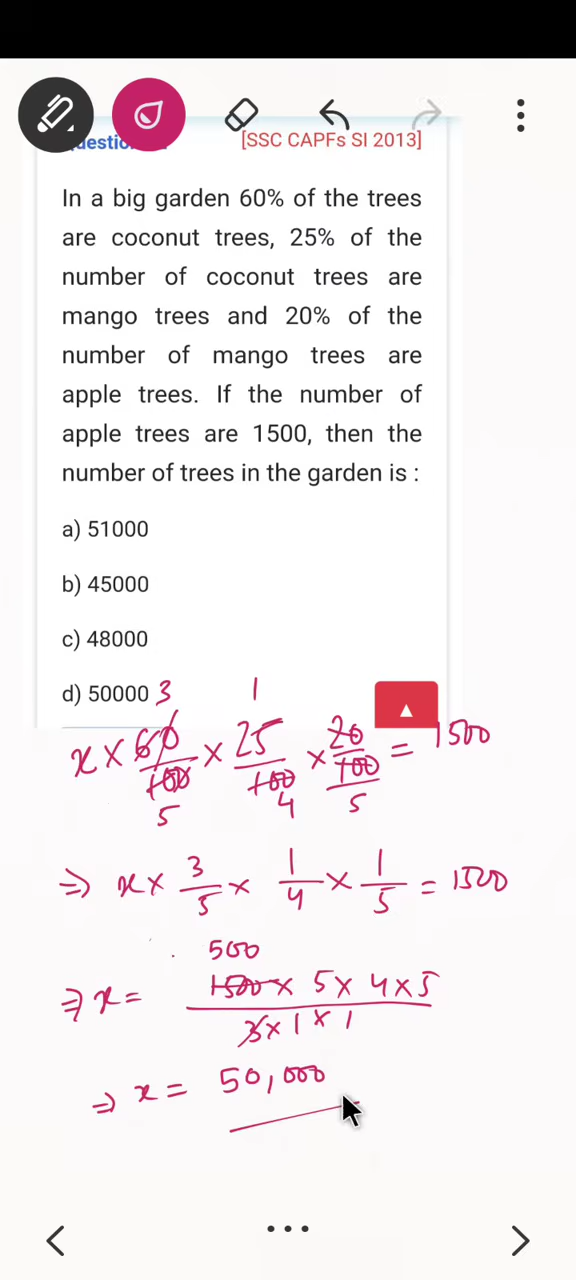 uestio
[SSC CAPFs SI 2013]
In a big garden 60% of the trees
are coconut trees, 25% of the
number of coconut trees are
mango trees and 20% of the
number of mango trees are
apple trees. If the number of
apple trees are 1500, then the
number of trees in the garden is :
a) 51000
b) 45000
c) 48000
d) 50000
3 1
x × 60/100 × 25/100 × 20/100 = 1500
5 4 5
⇒ x × 3/5 × 1/4 × 1/5 = 1500
500
⇒ x = 1500 × 5 × 4 × 5
3 × 1 × 1
⇒ x = 50,000